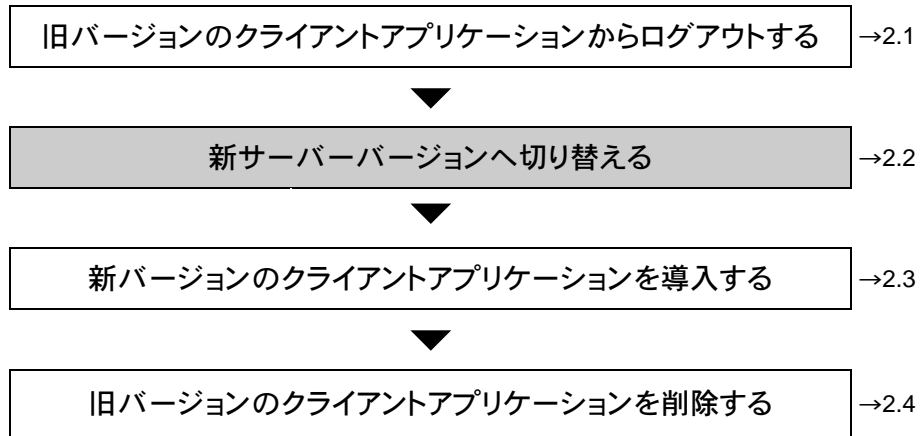 旧バージョンのクライアントアプリケーションからログアウトする →2.1
新サーバーバージョンへ切り替える →2.2
新バージョンのクライアントアプリケーションを導入する →2.3
旧バージョンのクライアントアプリケーションを削除する →2.4